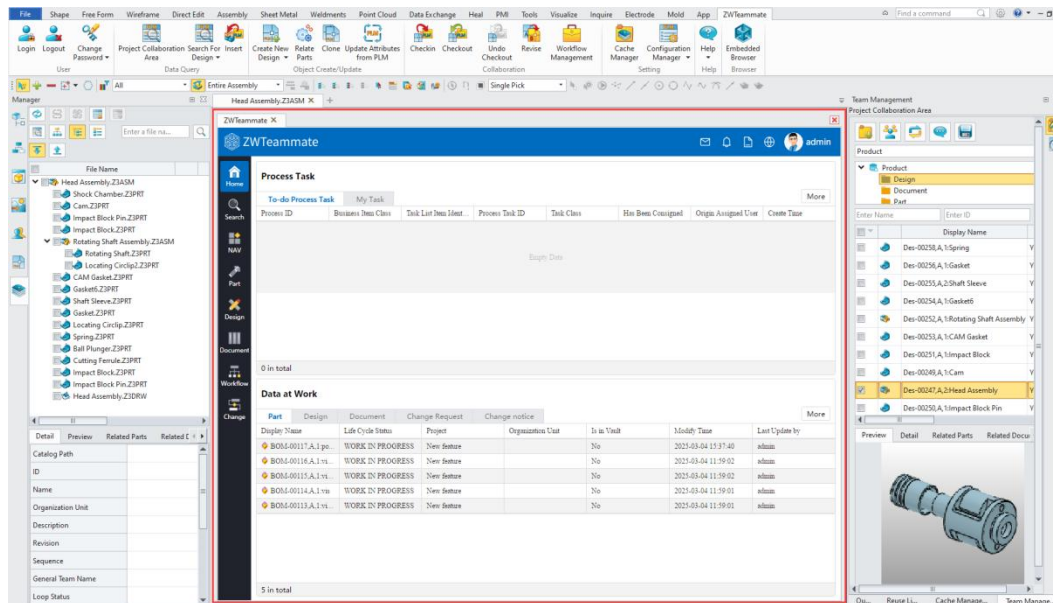 File Shape Free Form Wireframe Direct Edit Assembly Sheet Metal Weldments Point Cloud Data Exchange Heal PMI Tools Visualize Inquire Electrode Mold App ZWTeammate Find a command
Login Logout Change Password Project Collaboration Area Search For Design Insert Create New Design Relate Parts Clone Update Attributes from PLM Checkin Checkout Undo Checkout Revise Workflow Management Cache Manager Configuration Manager Help Embedded Browser
User Data Query Object Create/Update Collaboration Setting Help Browser
All Entire Assembly Single Pick
Manager
Head Assembly.Z3ASM
Enter a file na...
File Name
Head Assembly.Z3ASM
Shock Chamber.Z3PRT
Cam.Z3PRT
Impact Block Pin.Z3PRT
Impact Block.Z3PRT
Rotating Shaft Assembly.Z3ASM
Rotating Shaft.Z3PRT
Locating Circlip2.Z3PRT
CAM Gasket.Z3PRT
Gasket6.Z3PRT
Shaft Sleeve.Z3PRT
Gasket.Z3PRT
Locating Circlip.Z3PRT
Spring.Z3PRT
Ball Plunger.Z3PRT
Cutting Ferrule.Z3PRT
Impact Block.Z3PRT
Impact Block Pin.Z3PRT
Head Assembly.Z3DRW
Detail Preview Related Parts
Catalog Path
ID
Name
Organization Unit
Description
Revision
Sequence
General Team Name
Loop Status
ZWTeammate
ZWTeammate
admin
Home
Search
NAV
Part
Design
Document
Workflow
Change
Process Task
To-do Process Task My Task More
Process ID Business Item Class Task List Item Ident... Process Task ID Task Class Has Been Consigned Origin Assigned User Create Time
Empty Data
0 in total
Data at Work
Part Design Document Change Request Change notice More
Display Name Life Cycle Status Project Organization Unit Is in Vault Modify Time Last Update by
BOM-00117,A,1:po... WORK IN PROGRESS New feature No 2025-03-04 15:37:40 admin
BOM-00116,A,1:vi... WORK IN PROGRESS New feature No 2025-03-04 11:59:02 admin
BOM-00115,A,1:vi... WORK IN PROGRESS New feature No 2025-03-04 11:59:02 admin
BOM-00114,A,1:vis WORK IN PROGRESS New feature No 2025-03-04 11:59:01 admin
BOM-00113,A,1:vi... WORK IN PROGRESS New feature No 2025-03-04 11:59:01 admin
5 in total
Team Management
Project Collaboration Area
Product
Product
Design
Document
Part
Enter Name Enter ID
Display Name
Des-00258,A,1:Spring
Des-00256,A,1:Gasket
Des-00255,A,2:Shaft Sleeve
Des-00254,A,1:Gasket6
Des-00252,A,1:Rotating Shaft Assembly
Des-00253,A,1:CAM Gasket
Des-00251,A,1:Impact Block
Des-00249,A,1:Cam
Des-00247,A,2:Head Assembly
Des-00250,A,1:Impact Block Pin
Preview Detail Related Parts Related Docu
Qu... Reuse Li... Cache Manage... Team Manage